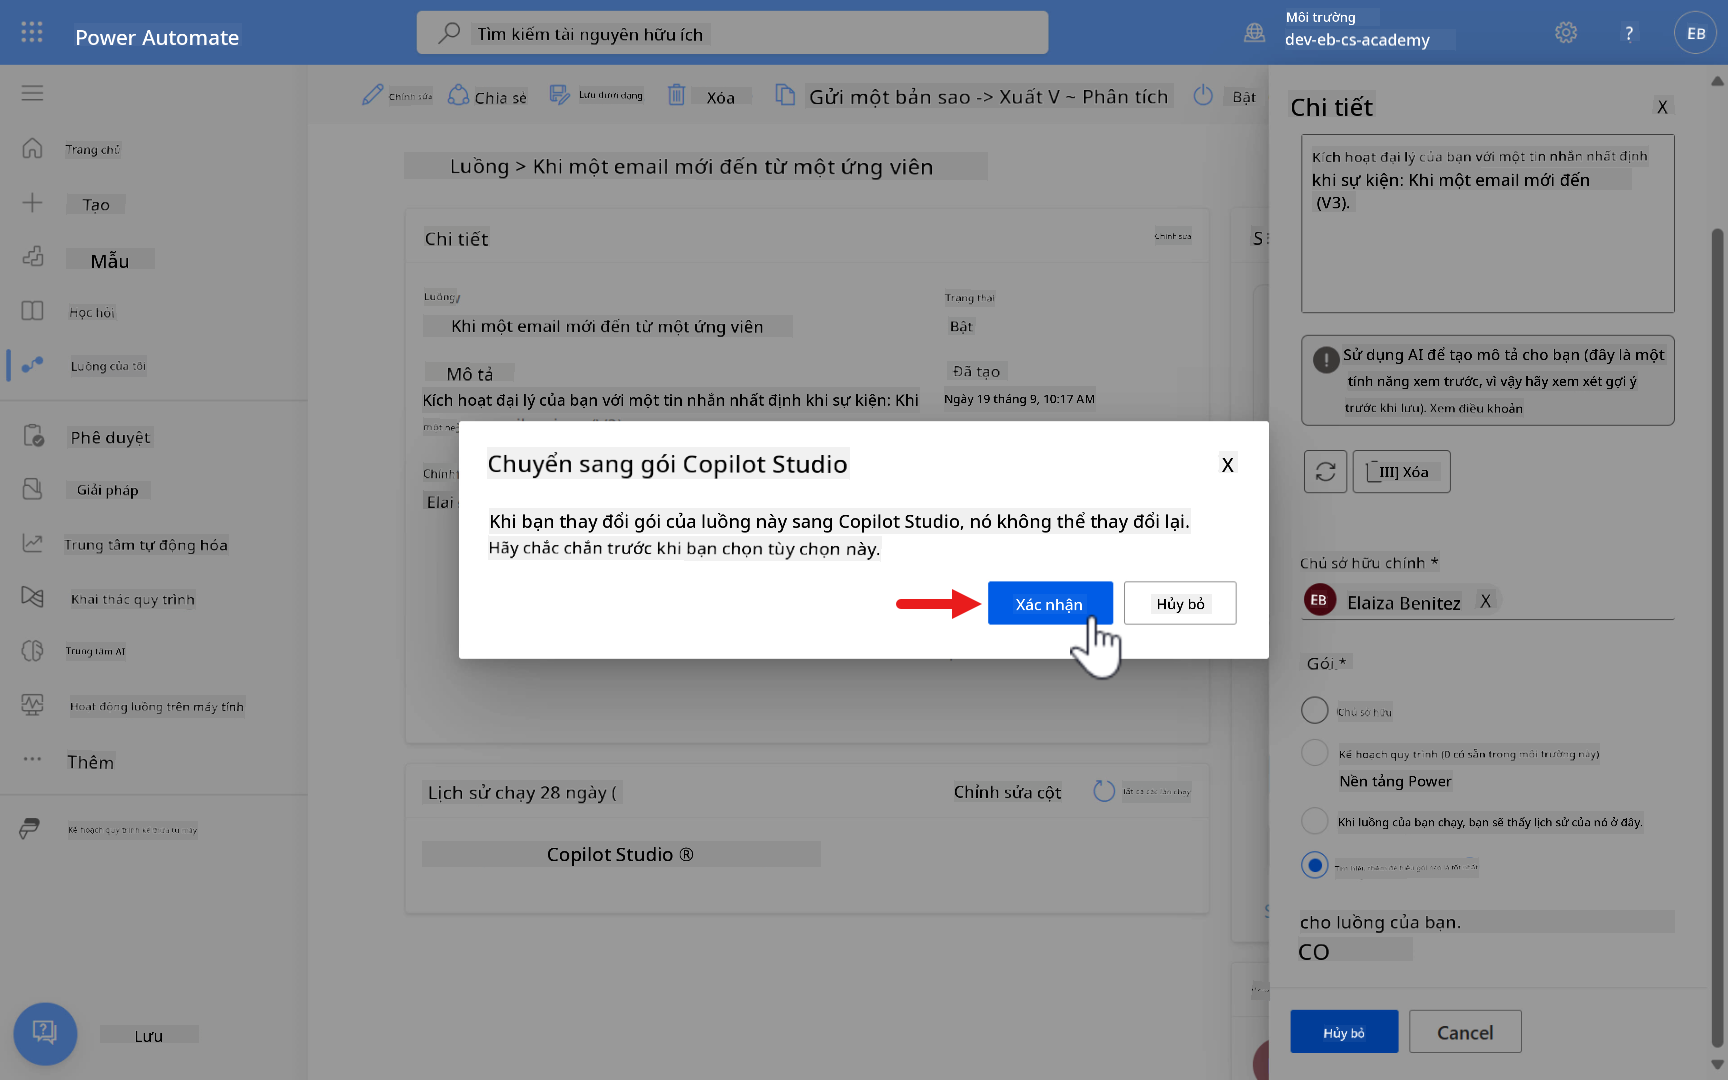 Power Automate
Tìm kiếm tài nguyên hữu ích
Môi trường
dev-eb-cs-academy
?
EB
Chỉnh sửa
Chia sẻ
Lưu dưới dạng
Xóa
Gửi một bản sao -> Xuất V ~ Phân tích
Bật
Trang chủ
Tạo
Mẫu
Học hỏi
Luồng của tôi
Phê duyệt
Giải pháp
Trung tâm tự động hóa
Khai thác quy trình
Trung tâm AI
Hoạt động luồng trên máy tính
Thêm
Lưu
Luồng > Khi một email mới đến từ một ứng viên
Chi tiết
Chỉnh sửa
Luồng
Khi một email mới đến từ một ứng viên
Mô tả
Kích hoạt đại lý của bạn với một tin nhắn nhất định khi sự kiện: Khi
Trạng thái
Bật
Đã tạo
Ngày 19 tháng 9, 10:17 AM
Elai
Chuyển sang gói Copilot Studio
X
Khi bạn thay đổi gói của luồng này sang Copilot Studio, nó không thể thay đổi lại.
Hãy chắc chắn trước khi bạn chọn tùy chọn này.
Xác nhận
Hủy bỏ
Lịch sử chạy 28 ngày (
Chỉnh sửa cột
Copilot Studio ®
Chi tiết
X
Kích hoạt đại lý của bạn với một tin nhắn nhất định
khi sự kiện: Khi một email mới đến
(V3).
Sử dụng AI để tạo mô tả cho bạn (đây là một
tính năng xem trước, vì vậy hãy xem xét gợi ý
trước khi lưu). Xem điều khoản
III] Xóa
Chủ sở hữu chính *
EB
Elaiza Benitez
X
Gói.*
Chủ sở hữu
Kế hoạch quy trình (0 có sẵn trong môi trường này)
Nền tảng Power
Khi luồng của bạn chạy, bạn sẽ thấy lịch sử của nó ở đây.
cho luồng của bạn.
CO
Hủy bỏ
Cancel